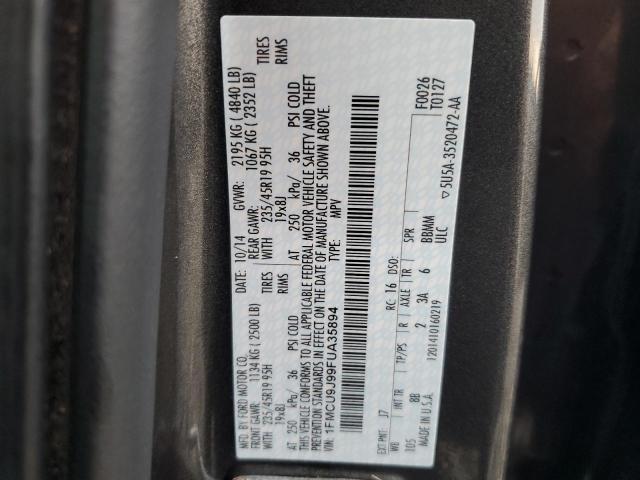 MFD. BY FORD MOTOR CO.
DATE: 10/14 GVWR: 2195 KG ( 4840 LB)
FRONT GAWR: 1134 KG ( 2500 LB) REAR GAWR: 1067 KG ( 2352 LB)
WITH 235/45R19 95H TIRES WITH 235/45R19 95H TIRES
19x8J RIMS 19x8J RIMS
AT 250 kPa/ 36 PSI COLD AT 250 kPa/ 36 PSI COLD
THIS VEHICLE CONFORMS TO ALL APPLICABLE FEDERAL MOTOR VEHICLE SAFETY AND THEFT
PREVENTION STANDARDS IN EFFECT ON THE DATE OF MANUFACTURE SHOWN ABOVE.
VIN: 1FMCU9J99FUA35894 TYPE: MPV
F0026
T0127
EXT PNT: J7 RC: 16 DSO:
WB INT TR TP/PS R AXLE TR SPR
105 8B 2 3A 6 BBMM
ULC
▽5U5A-3520472-AA
MADE IN U.S.A. 1201410160219